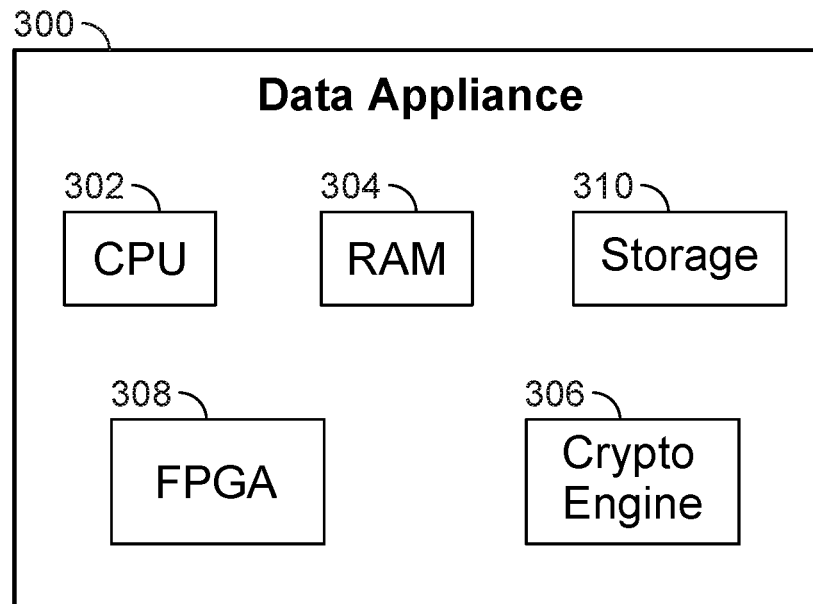 300
Data Appliance
302
304
310
CPU
RAM
Storage
308
306
FPGA
Crypto
Engine